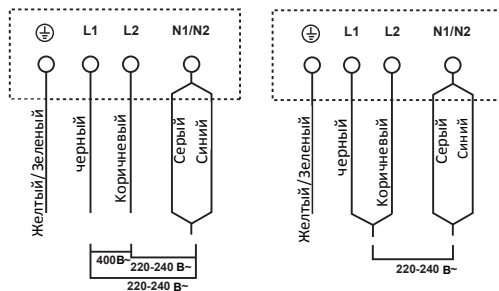 L1 L2 N1/N2
Желтый/Зеленый
черный
Коричневый
Серый
Синий
400В~
220-240 В~
220-240 В~
L1 L2 N1/N2
Желтый/Зеленый
черный
Коричневый
Серый
Синий
220-240 В~